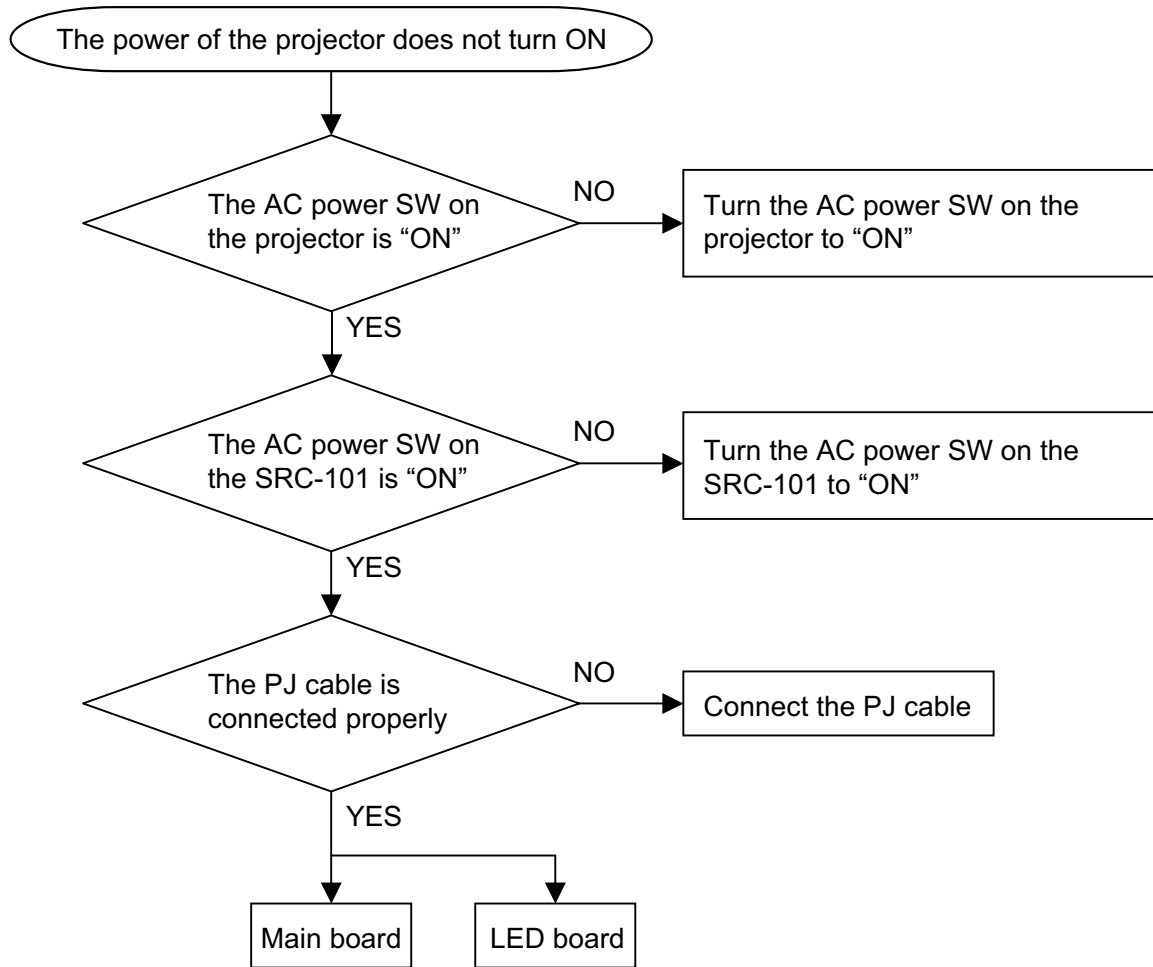 The power of the projector does not turn ON
The AC power SW on
the projector is “ON”
NO
Turn the AC power SW on the
projector to “ON”
YES
The AC power SW on
the SRC-101 is “ON”
NO
Turn the AC power SW on the
SRC-101 to “ON”
YES
The PJ cable is
connected properly
NO
Connect the PJ cable
YES
Main board
LED board